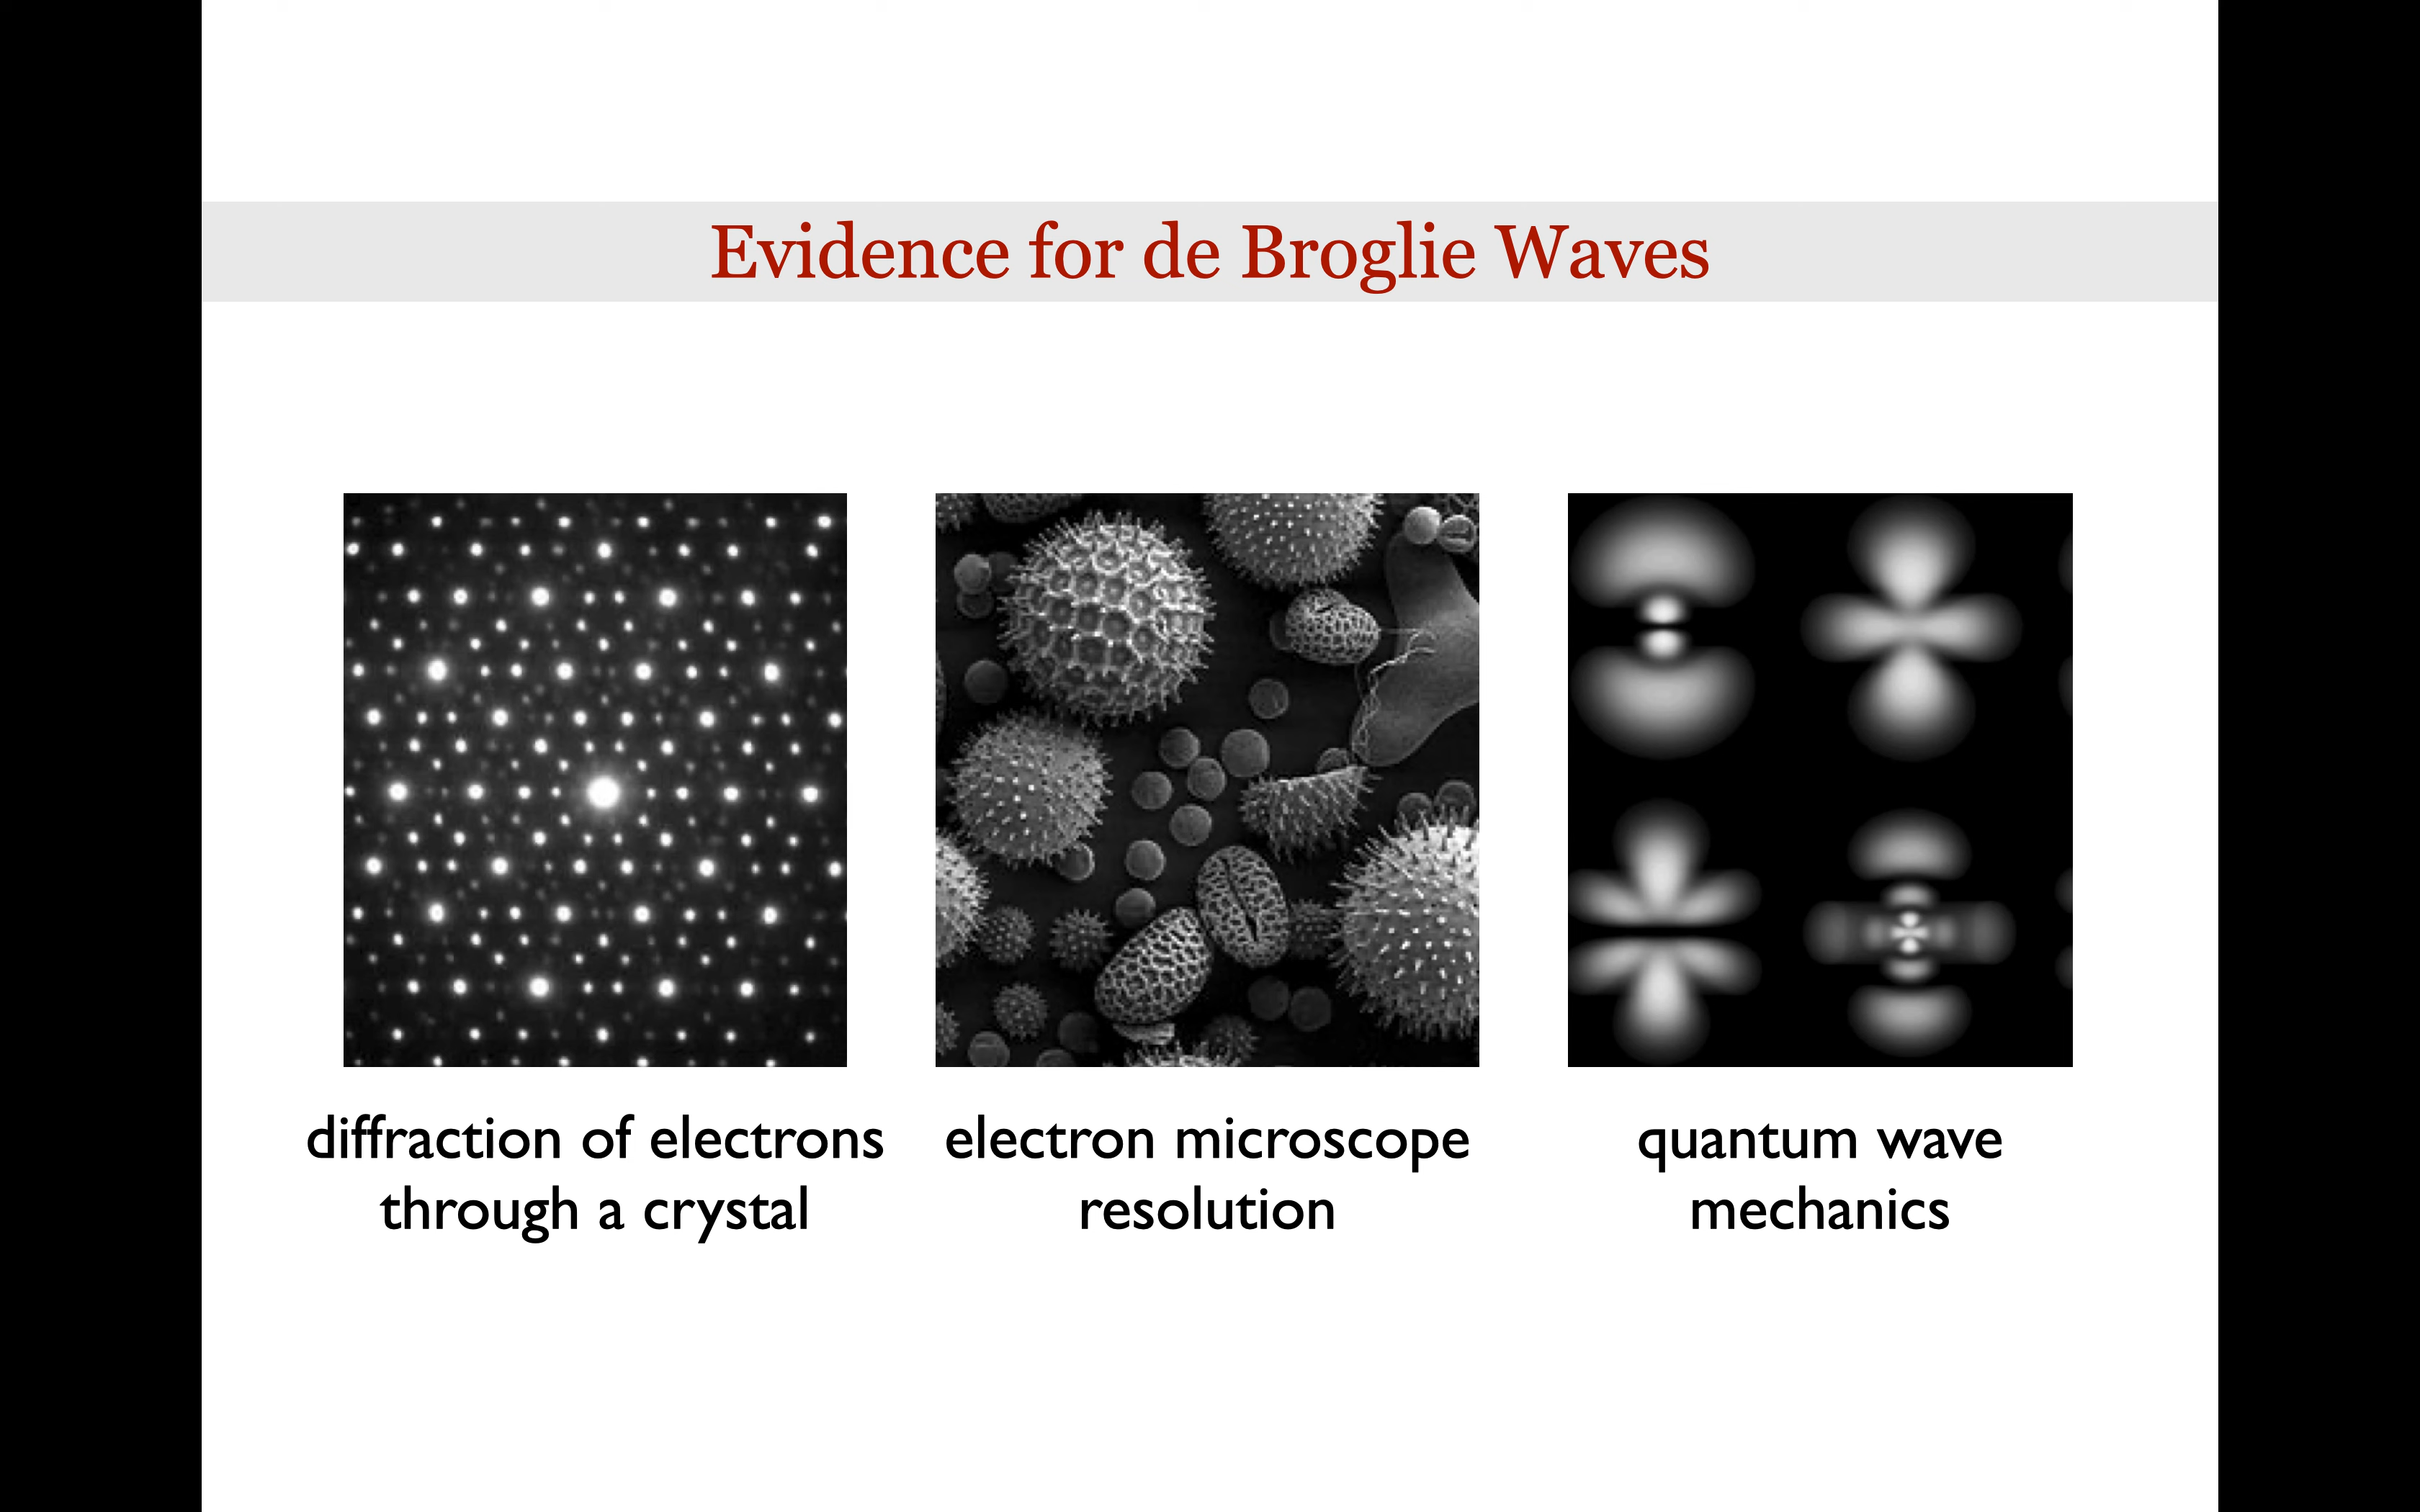 Evidence for de Broglie Waves
diffraction of electrons
through a crystal
electron microscope
resolution
quantum wave
mechanics